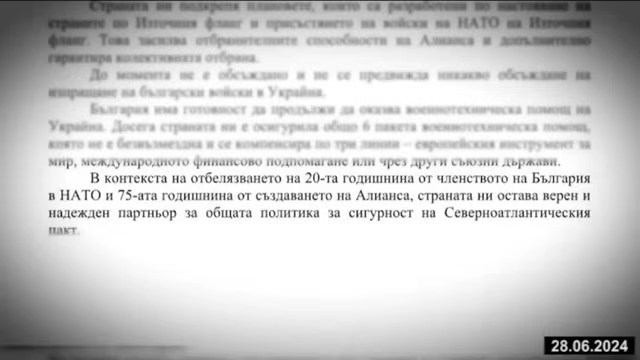 Страната ни подкрепя плановете, които са разработени по настояване на
страните по Източния фланг и присъствието на войски на НАТО на Източния
фланг. Това засилва отбранителните способности на Алианса и допълнително
гарантира колективната отбрана.
До момента не е обсъждано и не се предвижда никакво обсъждане на
изпращане на български войски в Украйна.
България има готовност да продължи да оказва военнотехническа помощ на
Украйна. Досега страната ни е осигурила общо 6 пакета военнотехническа помощ,
която не е безвъзмездна и се компенсира по три линии – европейския инструмент за
мир, международното финансово подпомагане или чрез други съюзни държави.
В контекста на отбелязването на 20-та годишнина от членството на България
в НАТО и 75-ата годишнина от създаването на Алианса, страната ни остава верен и
надежден партньор за общата политика за сигурност на Северноатлантическия
пакт.
28.06.2024